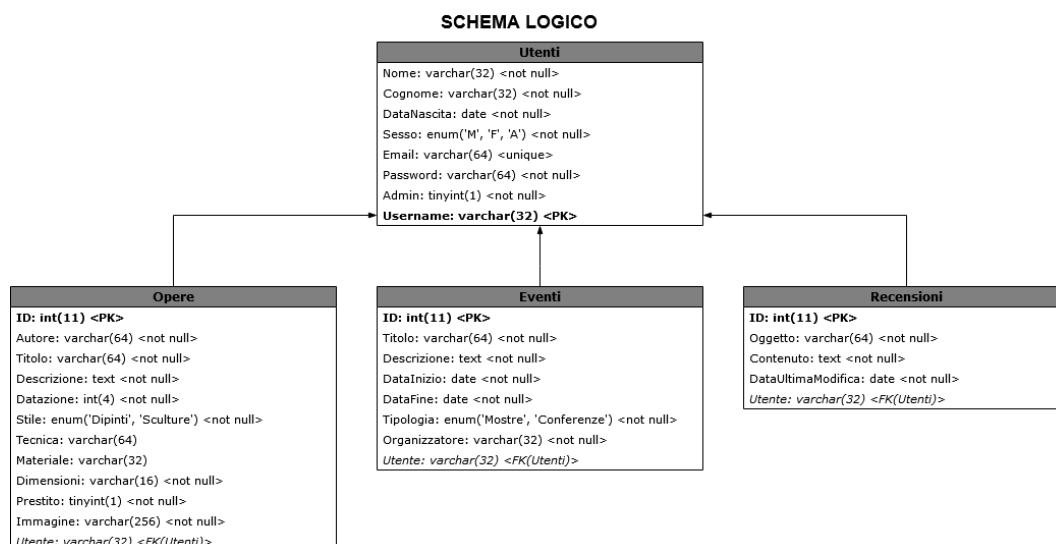 SCHEMA LOGICO
Utenti
Nome: varchar(32) <not null>
Cognome: varchar(32) <not null>
DataNascita: date <not null>
Sesso: enum('M', 'F', 'A') <not null>
Email: varchar(64) <unique>
Password: varchar(64) <not null>
Admin: tinyint(1) <not null>
Username: varchar(32) <PK>
Opere
ID: int(11) <PK>
Autore: varchar(64) <not null>
Titolo: varchar(64) <not null>
Descrizione: text <not null>
Datazione: int(4) <not null>
Stile: enum('Dipinti', 'Sculture') <not null>
Tecnica: varchar(64)
Materiale: varchar(32)
Dimensioni: varchar(16) <not null>
Prestito: tinyint(1) <not null>
Immagine: varchar(256) <not null>
Utente: varchar(32) <FK(Utenti)>
Eventi
ID: int(11) <PK>
Titolo: varchar(64) <not null>
Descrizione: text <not null>
DataInizio: date <not null>
DataFine: date <not null>
Tipologia: enum('Mostre', 'Conferenze') <not null>
Organizzatore: varchar(32) <not null>
Utente: varchar(32) <FK(Utenti)>
Recensioni
ID: int(11) <PK>
Oggetto: varchar(64) <not null>
Contenuto: text <not null>
DataUltimaModifica: date <not null>
Utente: varchar(32) <FK(Utenti)>